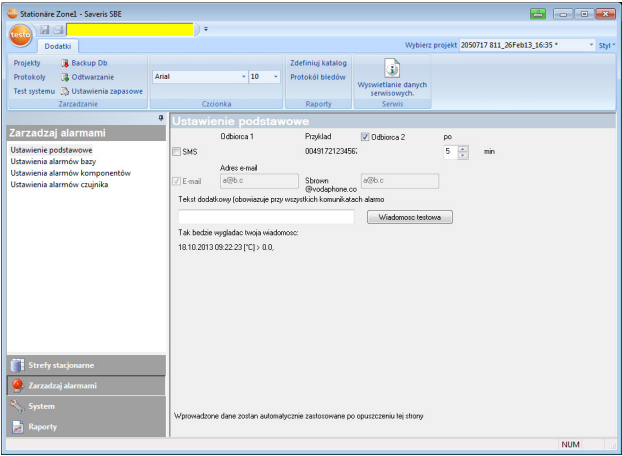 Stationäre Zone1 - Saveris SBE
testo
Dodatki
Wybierz projekt 2050717 811_26Feb13_16:35 * Styl
Projekty Backup Db
Protokoly Odtwarzanie
Test systemu Ustawienia zapasowe
Zarzadzanie
Arial 10
Czcionka
Zdefiniuj katalog
Protokół bledów
Raporty
Wyswietlanie danych
serwisowych.
Serwis
Zarzadzaj alarmami
Ustawienie podstawowe
Ustawienia alarmów bazy
Ustawienia alarmów komponentów
Ustawienia alarmów czujnika
Ustawienie podstawowe
Odbiorca 1 Przyklad Odbiorca 2 po
SMS 0049172123456; 5 min
Adres e-mail
E-mail a@b.c Sbrown a@b.c
@vodaphone.co
Tekst dodatkowy (obowiazuje przy wszystkich komunikatach alarmo
Wiadomosc testowa
Tak bedzie wygladac twoja wiadomosc:
18.10.2013 09:22:23 [°C] > 0.0,
Strefy stacjonarne
Zarzadzaj alarmami
System
Raporty
Wprowadzone dane zostan automatycznie zastosowane po opuszczeniu tej strony
NUM